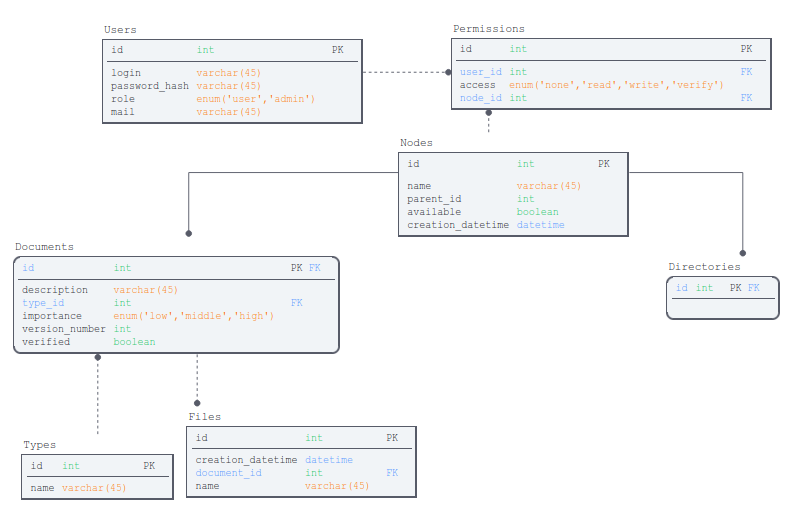 Users
id int PK
login varchar(45)
password_hash varchar(45)
role enum('user','admin')
mail varchar(45)
Permissions
id int PK
user_id int FK
access enum('none','read','write','verify')
node_id int FK
Nodes
id int PK
name varchar(45)
parent_id int
available boolean
creation_datetime datetime
Documents
id int PK FK
description varchar(45)
type_id int FK
importance enum('low','middle','high')
version_number int
verified boolean
Directories
id int PK FK
Types
id int PK
name varchar(45)
Files
id int PK
creation_datetime datetime
document_id int FK
name varchar(45)